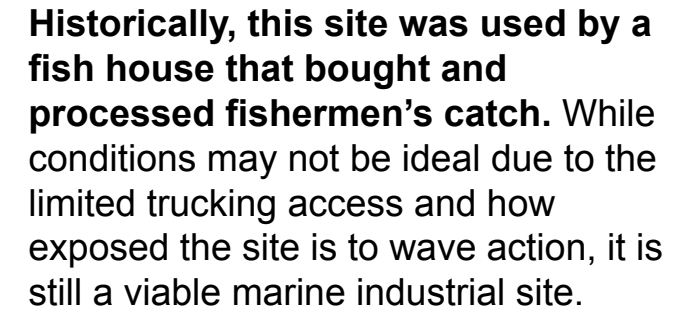 Historically, this site was used by a
fish house that bought and
processed fishermen’s catch. While
conditions may not be ideal due to the
limited trucking access and how
exposed the site is to wave action, it is
still a viable marine industrial site.